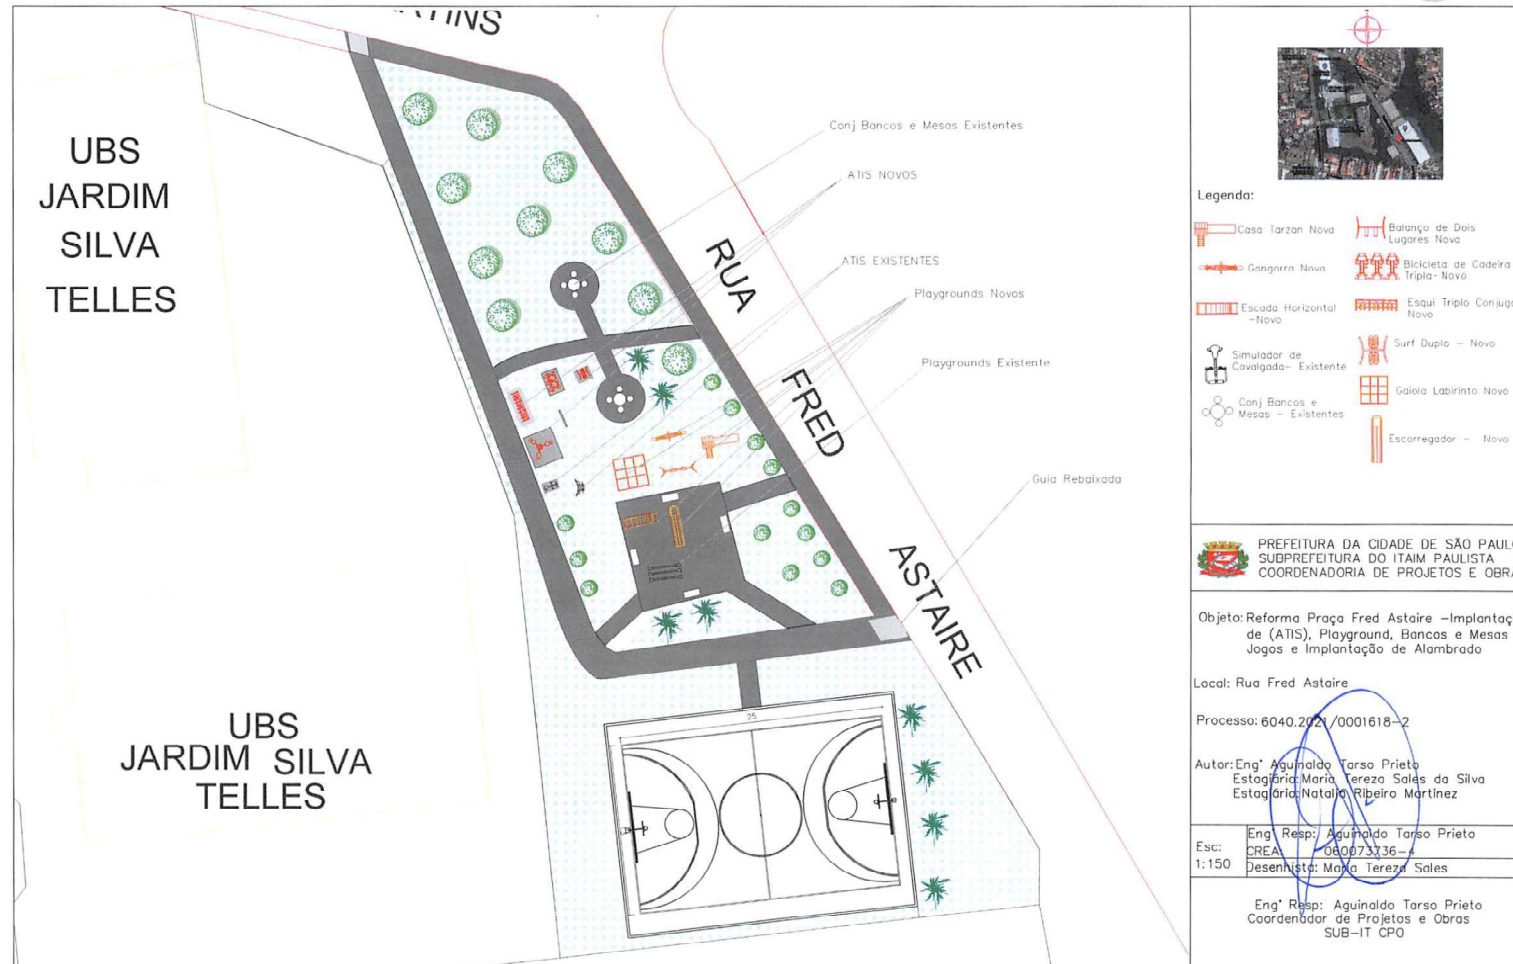 UBS
JARDIM
SILVA
TELLES
UBS
JARDIM SILVA
TELLES
RUA
FRED
ASTAIRE
Conj Bancos e Mesas Existentes
ATIS NOVOS
ATIS EXISTENTES
Playgrounds Novos
Playgrounds Existente
Guia Rebaixada
25
Legenda:
Casa Tarzan Nova
Gangorra Nova
Escada Horizontal
-Novo
Simulador de
Cavalgada- Existente
Conj Bancos e
Mesas - Existentes
Balanço de Dois
Lugares Nova
Bicicleta de Cadeira
Tripla- Novo
Esqui Triplo Conjug
Novo
Surf Duplo - Novo
Gaiola Labirinto Novo
Escorregador - Novo
PREFEITURA DA CIDADE DE SÃO PAUL
SUBPREFEITURA DO ITAIM PAULISTA
COORDENADORIA DE PROJETOS E OBR
Objeto: Reforma Praça Fred Astaire -Implantaç
de (ATIS), Playground, Bancos e Mesas
Jogos e Implantação de Alambrado
Local: Rua Fred Astaire
Processo: 6040.2021/0001618-2
Autor: Eng° Aguinaldo Tarso Prieto
Estagiária: Maria Tereza Sales da Silva
Estagiária: Natalia Ribeiro Martinez
Esc:
1:150
Eng° Resp: Aguinaldo Tarso Prieto
CREA: 060073736-4
Desenhista: Maria Tereza Sales
Eng° Resp: Aguinaldo Tarso Prieto
Coordenador de Projetos e Obras
SUB-IT CPO